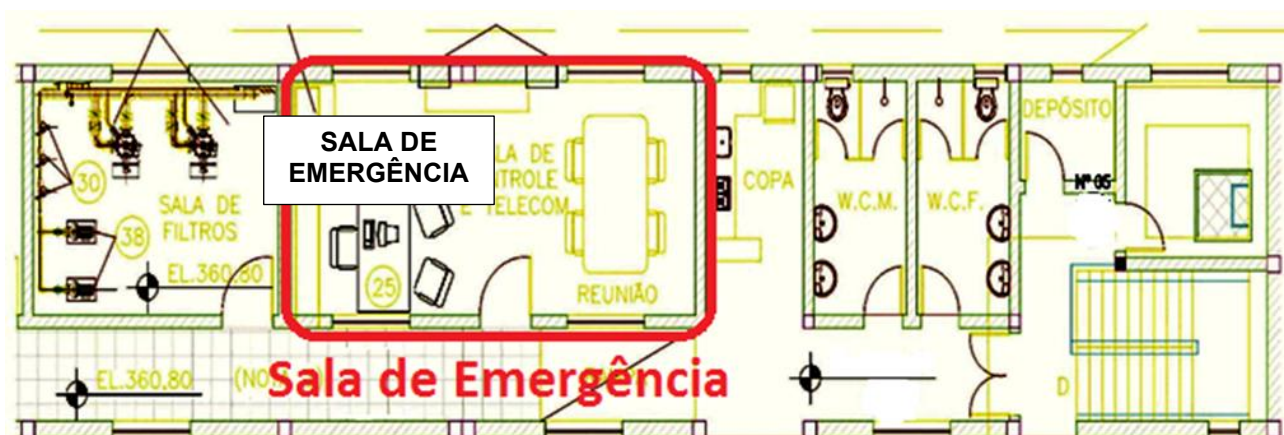 SALA DE
EMERGÊNCIA
30
38
SALA DE
FILTROS
EL.360.80
25
E TELECOM
REUNIÃO
COPA
W.C.M.
W.C.F.
DEPÓSITO
Nº 05
EL.360.80
Sala de Emergência
D